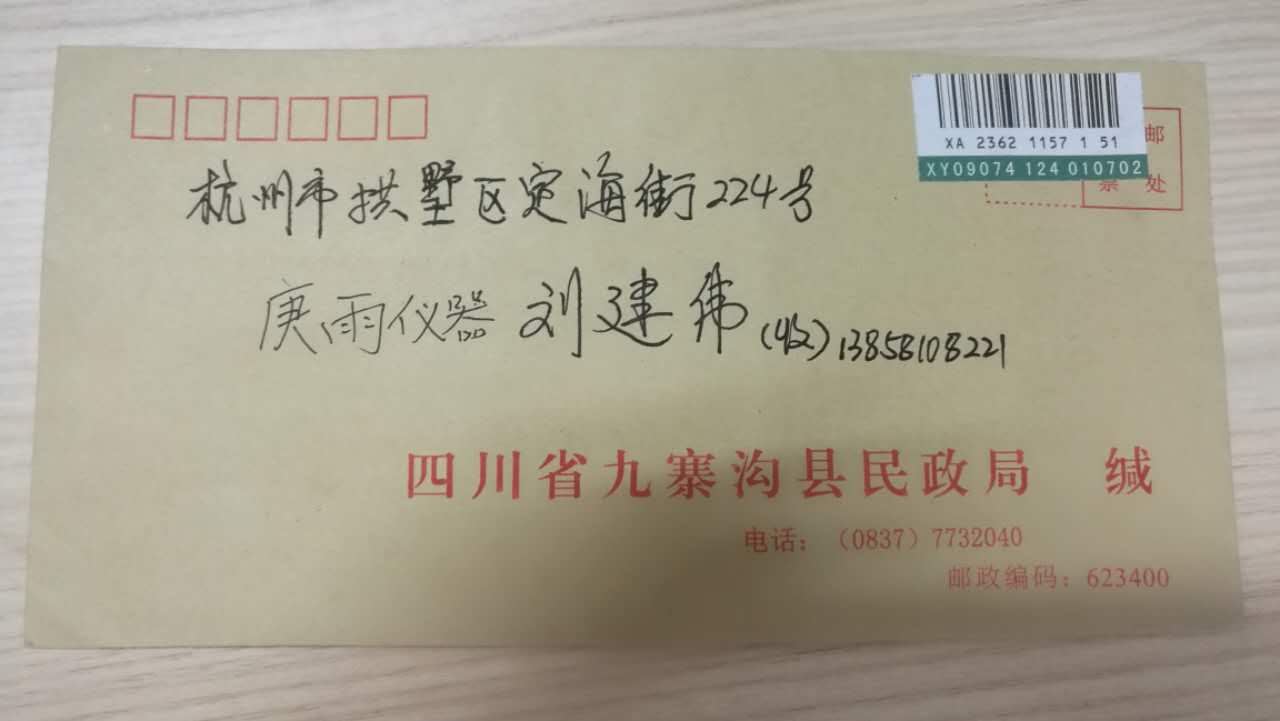 XA 2362 1157 1 51
XY09074 124 010702
邮
票 处
杭州市拱墅区定海街224号
庚雨仪器 刘建伟(收)13858108221
四川省九寨沟县民政局 缄
电话：（0837）7732040
邮政编码：623400